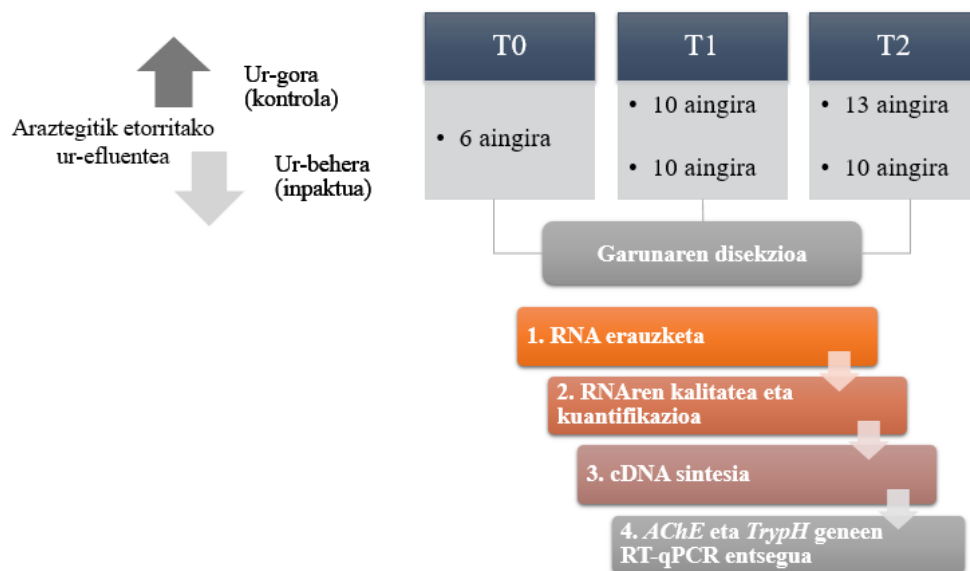 T0
T1
T2
Ur-gora
(kontrola)
Araztegitik etorritako
ur-efluentea
Ur-behera
(inpaktua)
• 6 aingira
• 10 aingira
• 10 aingira
• 13 aingira
• 10 aingira
Garunaren disekzioa
1. RNA erauzketa
2. RNAren kalitatea eta
kuantifikazioa
3. cDNA sintesia
4. AChE eta TrypH geneen
RT-qPCR entsegua